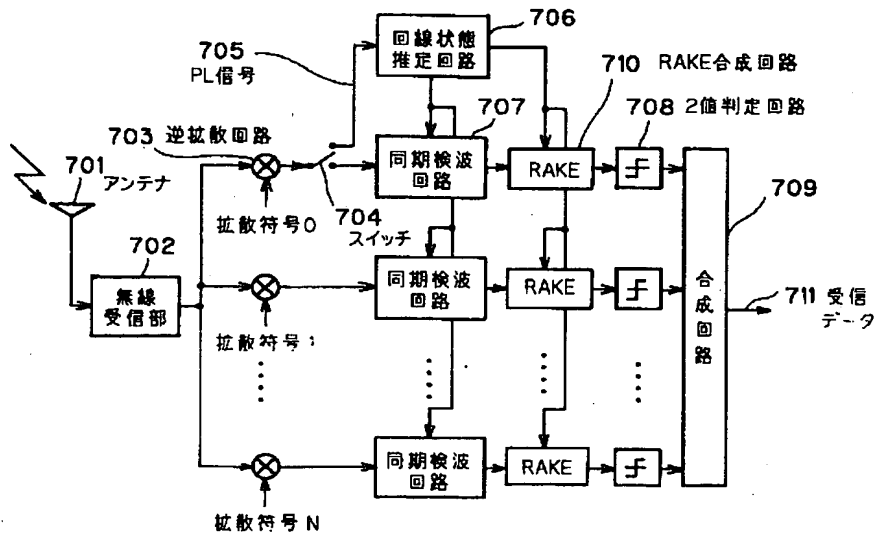 706
705
PL信号
回線状態
推定回路
710 RAKE合成回路
707
708 2値判定回路
703 逆拡散回路
701 アンテナ
同期検波
回路
RAKE
拡散符号0
704
スイッチ
709
702
無線
受信部
同期検波
回路
RAKE
拡散符号1
合成回路
711 受信
データ
同期検波
回路
RAKE
拡散符号N